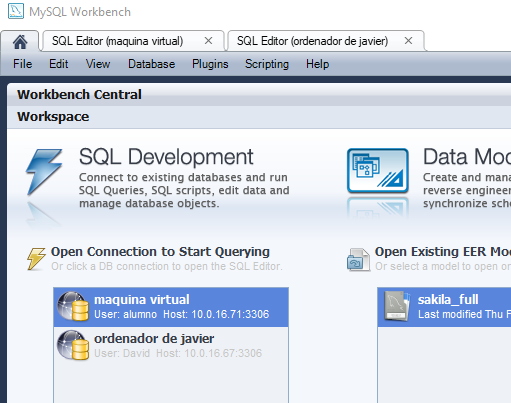 MySQL Workbench
SQL Editor (maquina virtual)
SQL Editor (ordenador de javier)
File Edit View Database Plugins Scripting Help
Workbench Central
Workspace
SQL Development
Connect to existing databases and run
SQL Queries, SQL scripts, edit data and
manage database objects.
Data Mo
Create and mana
reverse engineer
synchronize sche
Open Connection to Start Querying
Or click a DB connection to open the SQL Editor.
Open Existing EER Mo
Or select a model to open or
maquina virtual
User: alumno Host: 10.0.16.71:3306
ordenador de javier
User: David Host: 10.0.16.67:3306
sakila_full
Last modified Thu F